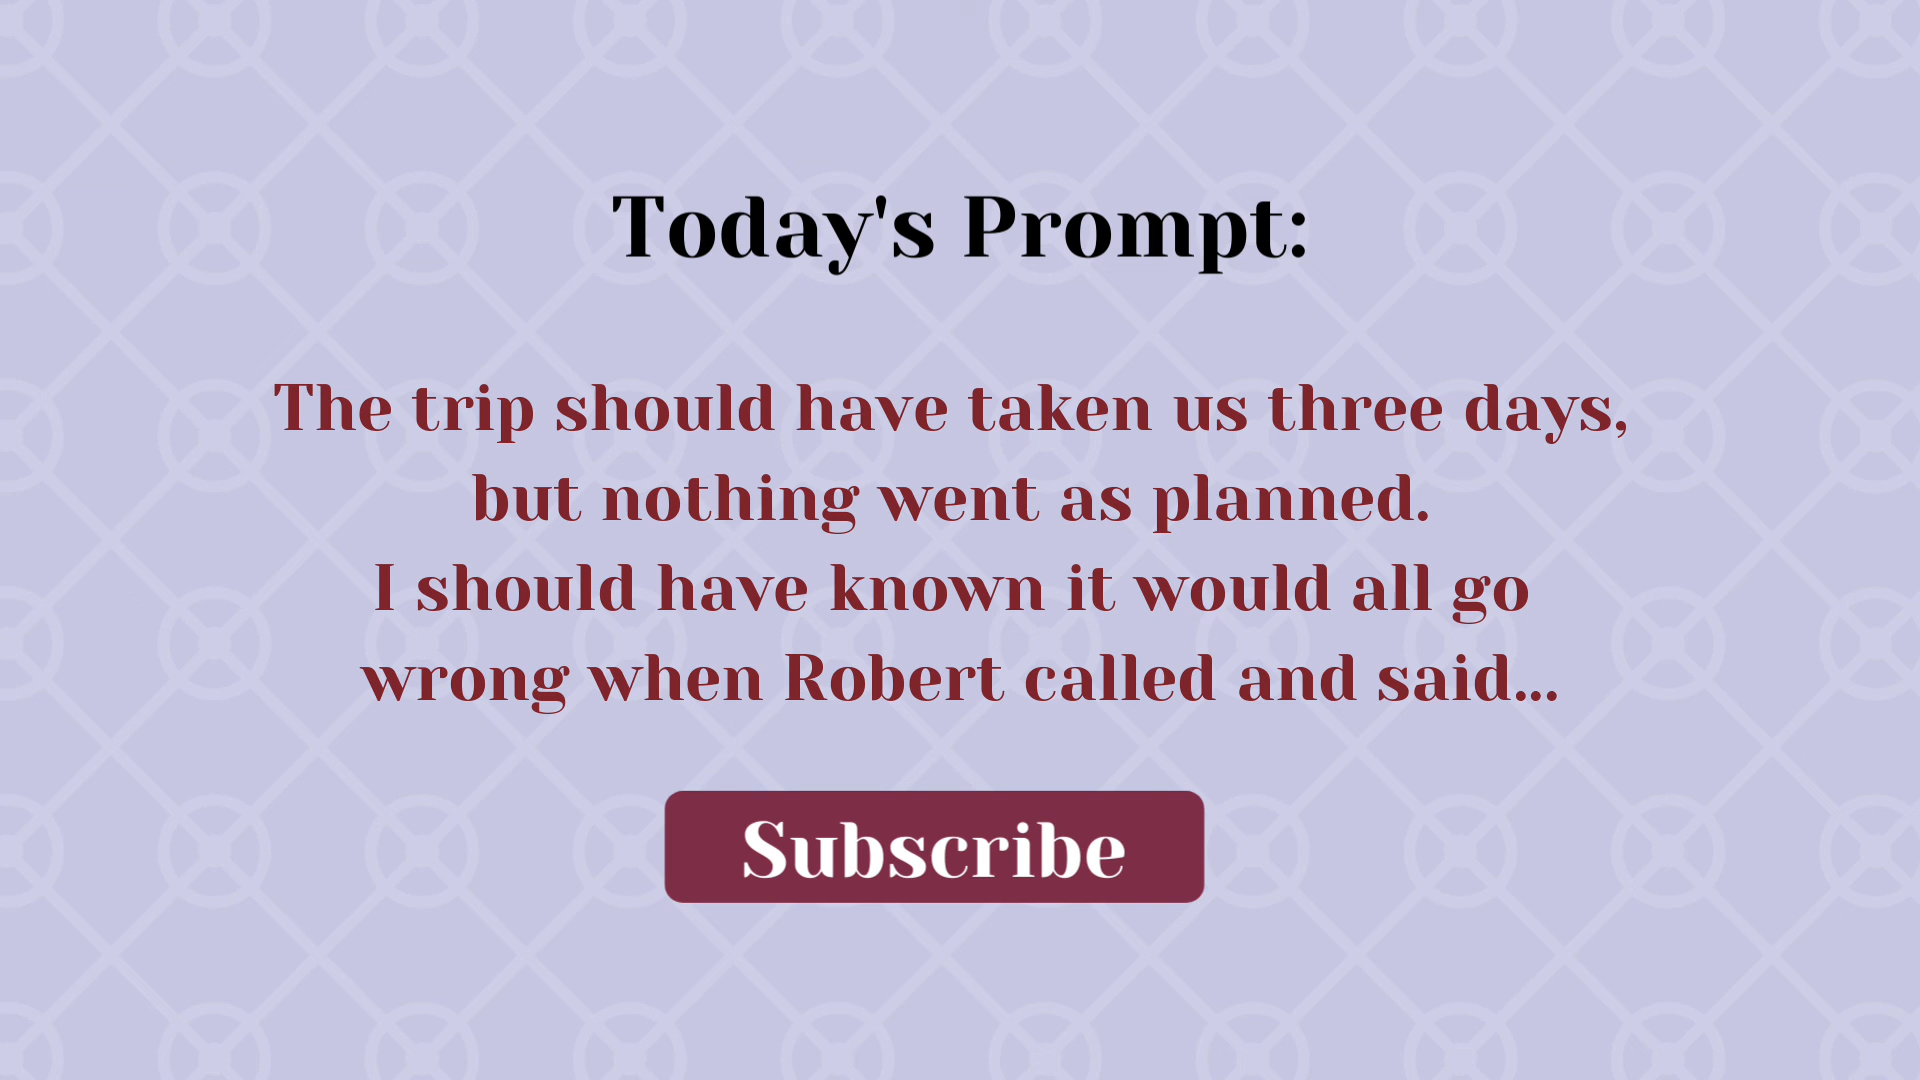 Today's Prompt:
The trip should have taken us three days,
but nothing went as planned.
I should have known it would all go
wrong when Robert called and said...
Subscribe